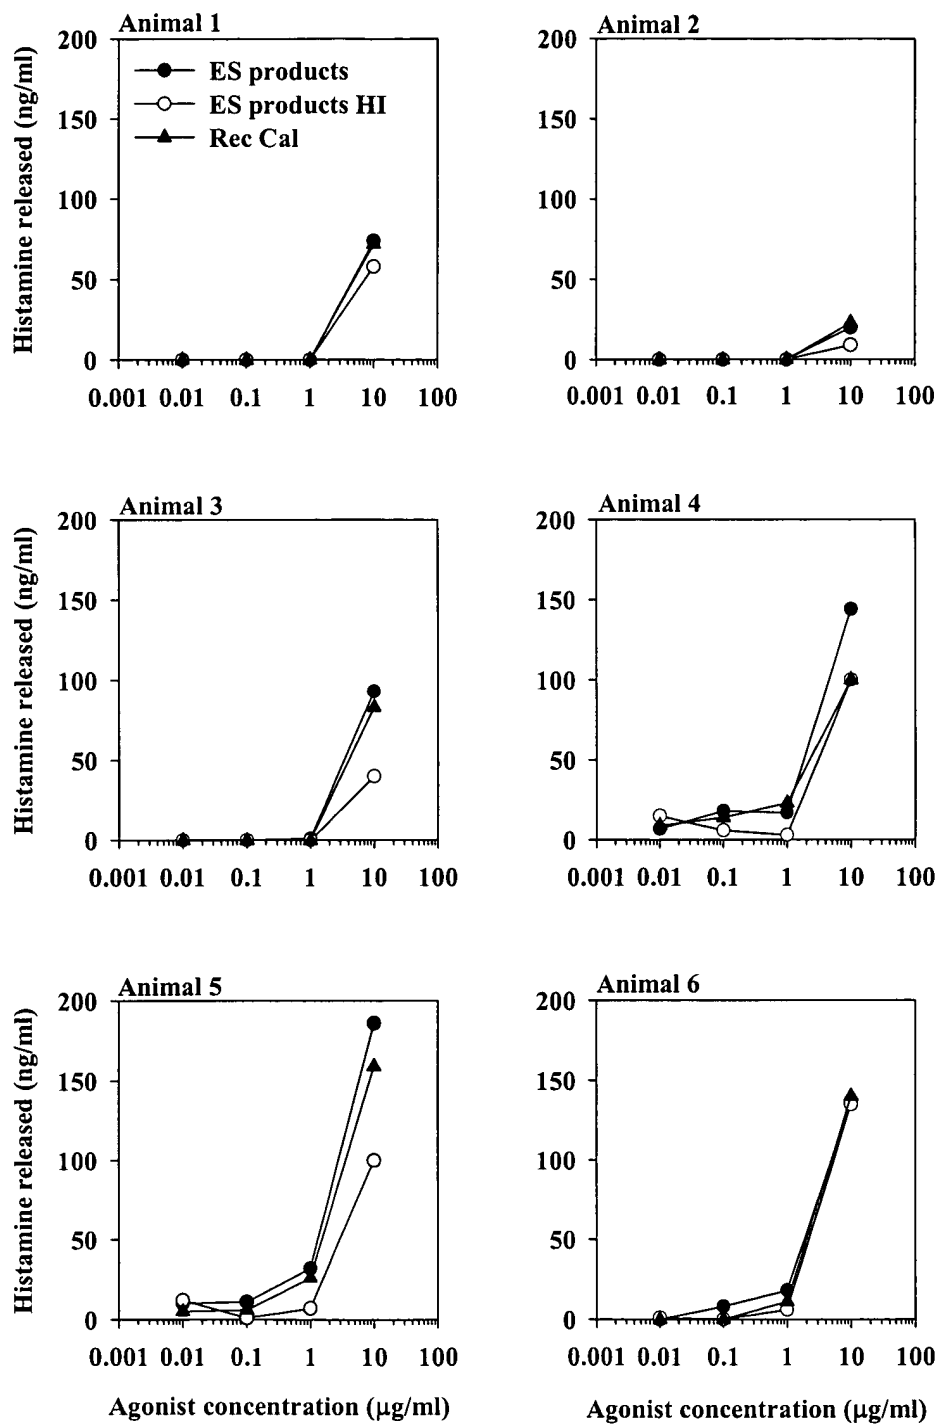 Animal 1
Histamine released (ng/ml)
200
150
100
50
0
ES products
ES products HI
Rec Cal
0.001 0.01 0.1 1 10 100
Animal 2
200
150
100
50
0
0.001 0.01 0.1 1 10 100
Animal 3
Histamine released (ng/ml)
200
150
100
50
0
0.001 0.01 0.1 1 10 100
Animal 4
200
150
100
50
0
0.001 0.01 0.1 1 10 100
Animal 5
Histamine released (ng/ml)
200
150
100
50
0
0.001 0.01 0.1 1 10 100
Agonist concentration (μg/ml)
Animal 6
200
150
100
50
0
0.001 0.01 0.1 1 10 100
Agonist concentration (μg/ml)